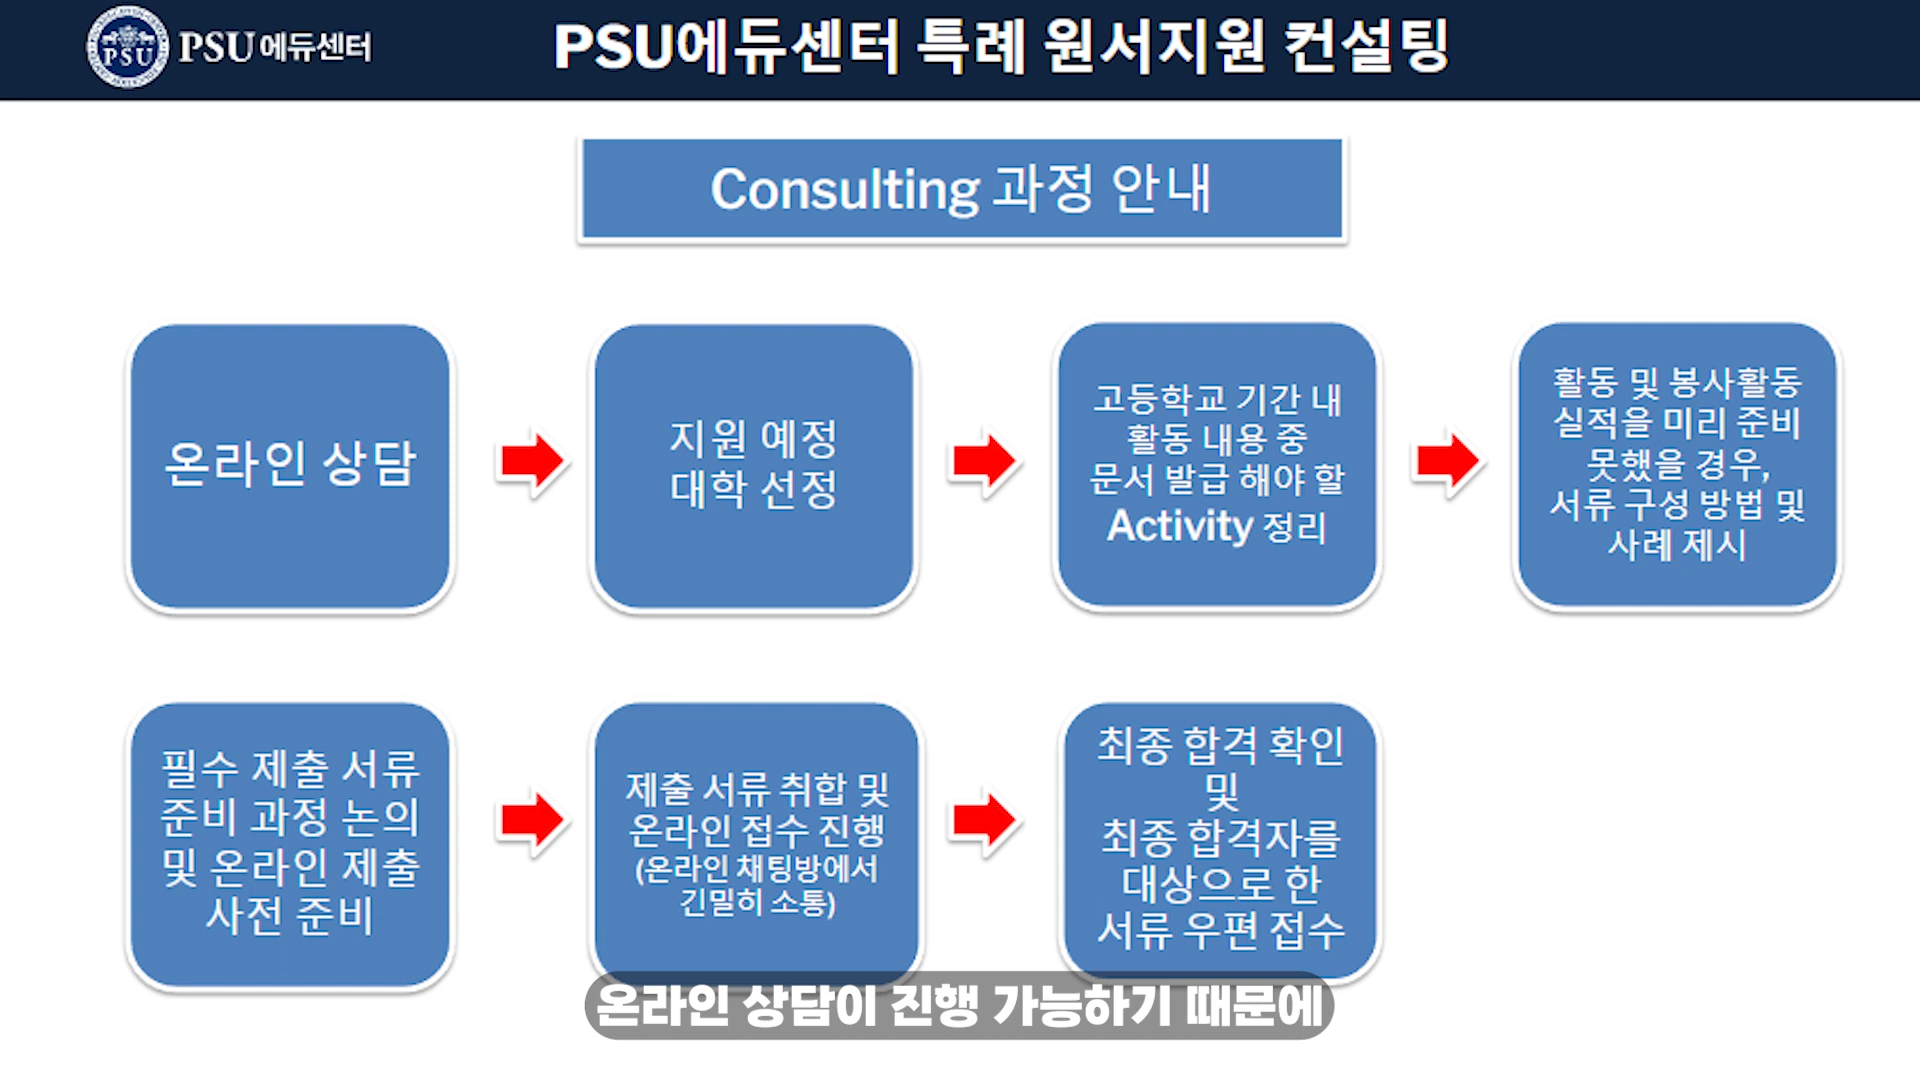 PSU
PSU에듀센터
PSU에듀센터 특례 원서지원 컨설팅
Consulting 과정 안내
온라인 상담
지원 예정
대학 선정
고등학교 기간 내
활동 내용 중
문서 발급 해야 할
Activity 정리
활동 및 봉사활동
실적을 미리 준비
못했을 경우,
서류 구성 방법 및
사례 제시
필수 제출 서류
준비 과정 논의
및 온라인 제출
사전 준비
제출 서류 취합 및
온라인 접수 진행
(온라인 채팅방에서
긴밀히 소통)
최종 합격 확인
및
최종 합격자를
대상으로 한
서류 우편 접수
온라인 상담이 진행 가능하기 때문에